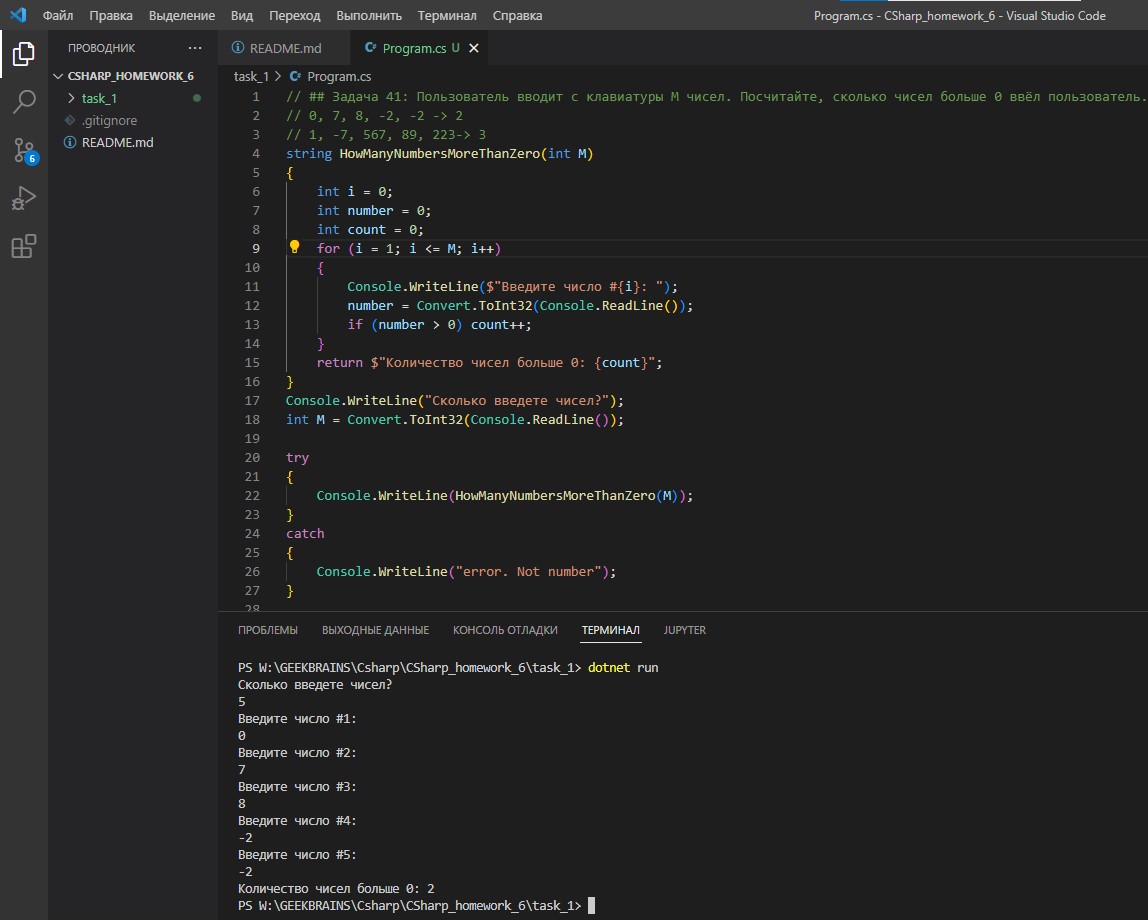 Файл Правка Выделение Вид Переход Выполнить Терминал Справка Program.cs - CSharp_homework_6 - Visual Studio Code
ПРОВОДНИК ...
CSHARP_HOMEWORK_6
task_1
.gitignore
README.md
6
README.md Program.cs U
task_1 > Program.cs
1 // ## Задача 41: Пользователь вводит с клавиатуры M чисел. Посчитайте, сколько чисел больше 0 ввёл пользователь.
2 // 0, 7, 8, -2, -2 -> 2
3 // 1, -7, 567, 89, 223-> 3
4 string HowManyNumbersMoreThanZero(int M)
5 {
6 int i = 0;
7 int number = 0;
8 int count = 0;
9 for (i = 1; i <= M; i++)
10 {
11 Console.WriteLine($"Введите число #{i}: ");
12 number = Convert.ToInt32(Console.ReadLine());
13 if (number > 0) count++;
14 }
15 return $"Количество чисел больше 0: {count}";
16 }
17 Console.WriteLine("Сколько введете чисел?");
18 int M = Convert.ToInt32(Console.ReadLine());
19
20 try
21 {
22 Console.WriteLine(HowManyNumbersMoreThanZero(M));
23 }
24 catch
25 {
26 Console.WriteLine("error. Not number");
27 }
28
ПРОБЛЕМЫ ВЫХОДНЫЕ ДАННЫЕ КОНСОЛЬ ОТЛАДКИ ТЕРМИНАЛ JUPYTER
PS W:\GEEKBRAINS\Csharp\CSharp_homework_6\task_1> dotnet run
Сколько введете чисел?
5
Введите число #1:
0
Введите число #2:
7
Введите число #3:
8
Введите число #4:
-2
Введите число #5:
-2
Количество чисел больше 0: 2
PS W:\GEEKBRAINS\Csharp\CSharp_homework_6\task_1>